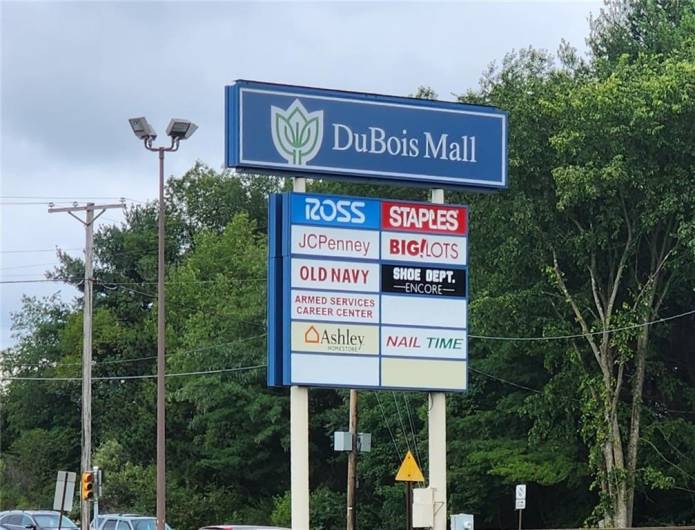 DuBois Mall
ROSS
STAPLES
JCPenney
BIG! LOTS
OLD NAVY
SHOE DEPT.
ENCORE
ARMED SERVICES
CAREER CENTER
Ashley
HOMESTORE
NAIL TIME